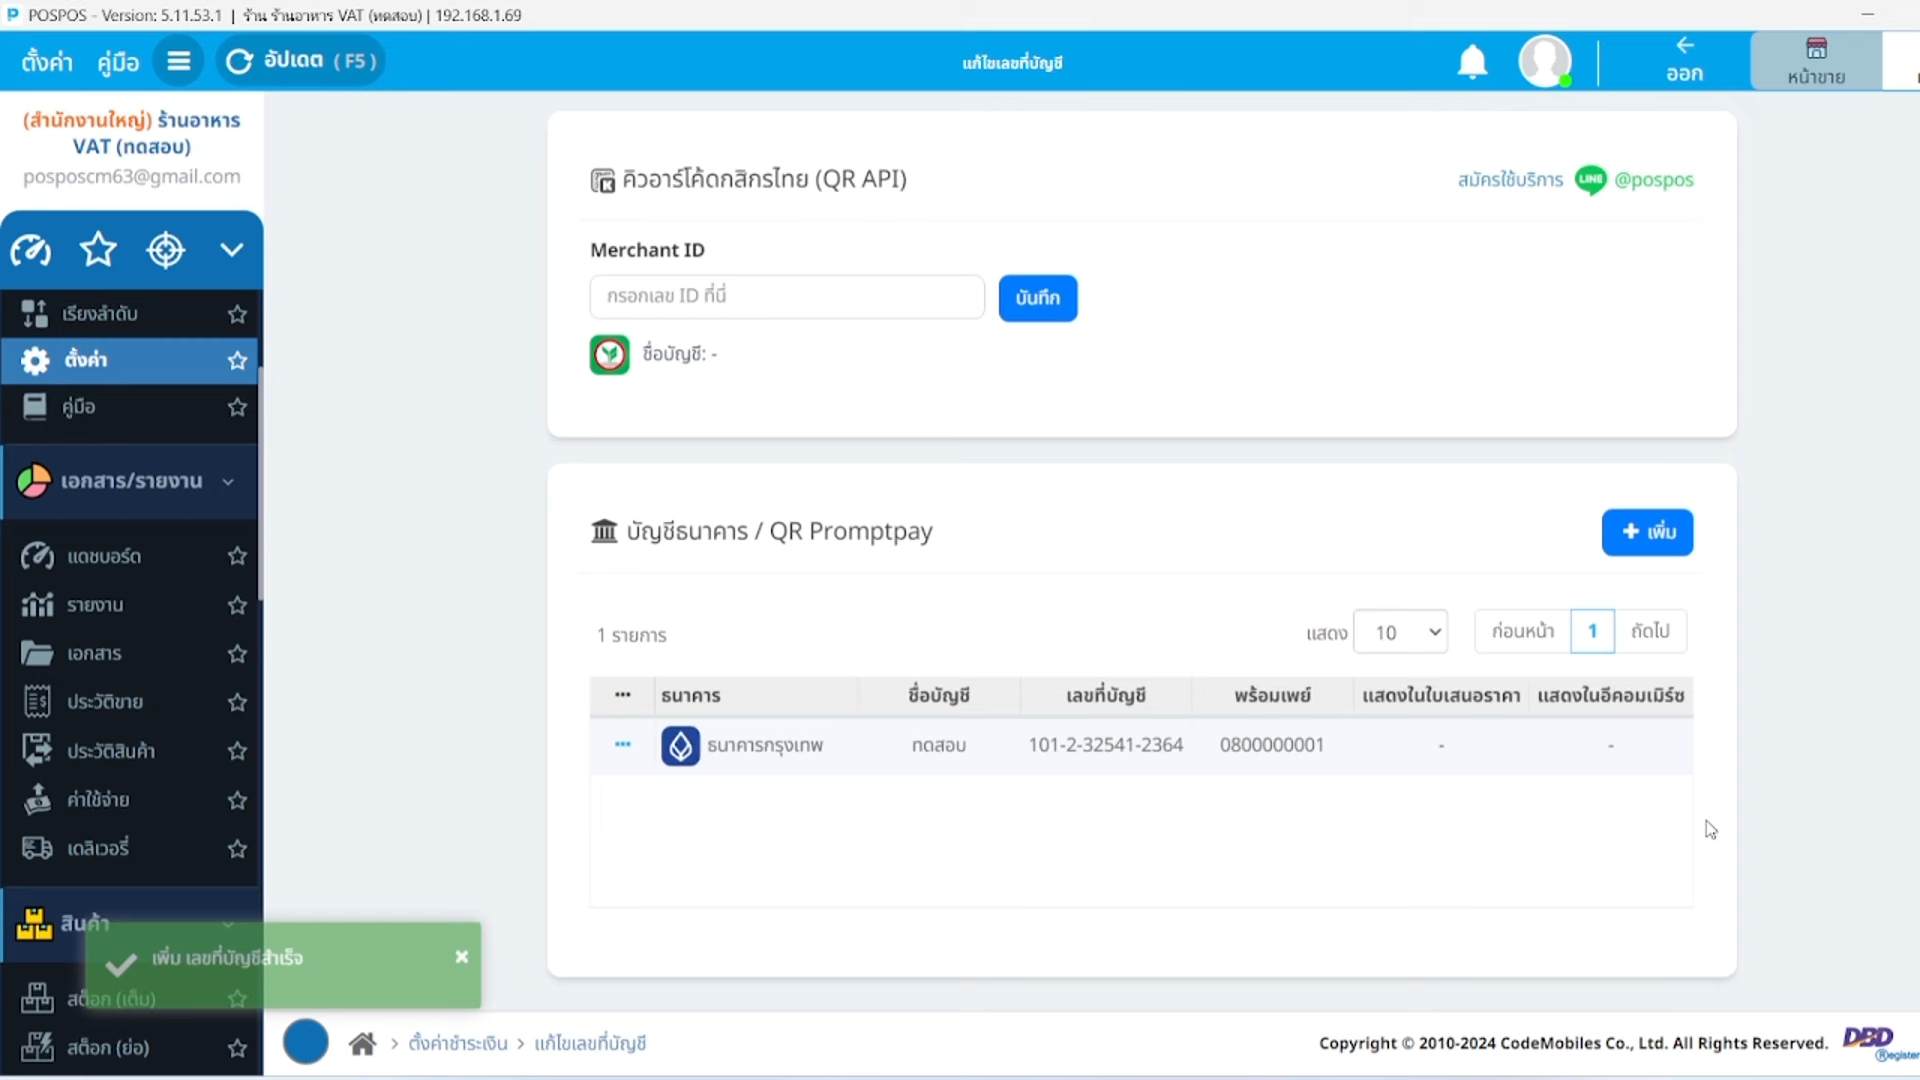 POSPOS - Version: 5.11.53.1 | ร้าน ร้านอาหาร VAT (ทดสอบ) | 192.168.1.69
ตั้งค่า คู่มือ อัปเดต ( F5 )
แก้ไขเลขที่บัญชี
ออก
หน้าขาย
(สำนักงานใหญ่) ร้านอาหาร
VAT (ทดสอบ)
posposcm63@gmail.com
เรียงลำดับ
ตั้งค่า
คู่มือ
เอกสาร/รายงาน
แดชบอร์ด
รายงาน
เอกสาร
ประวัติขาย
ประวัติสินค้า
ค่าใช้จ่าย
เดลิเวอรี่
สินค้า
สต็อก (เต็ม)
สต็อก (ย่อ)
เพิ่ม เลขที่บัญชีสำเร็จ
คิวอาร์โค้ดกสิกรไทย (QR API)
สมัครใช้บริการ LINE @pospos
Merchant ID
กรอกเลข ID ที่นี่
บันทึก
ชื่อบัญชี: -
บัญชีธนาคาร / QR Promptpay
+ เพิ่ม
1 รายการ
แสดง 10 ก่อนหน้า 1 ถัดไป
... ธนาคาร ชื่อบัญชี เลขที่บัญชี พร้อมเพย์ แสดงในใบเสนอราคา แสดงในอีคอมเมิร์ซ
... ธนาคารกรุงเทพ ทดสอบ 101-2-32541-2364 0800000001 - -
> ตั้งค่าชำระเงิน > แก้ไขเลขที่บัญชี
Copyright © 2010-2024 CodeMobiles Co., Ltd. All Rights Reserved.
DBD
Register